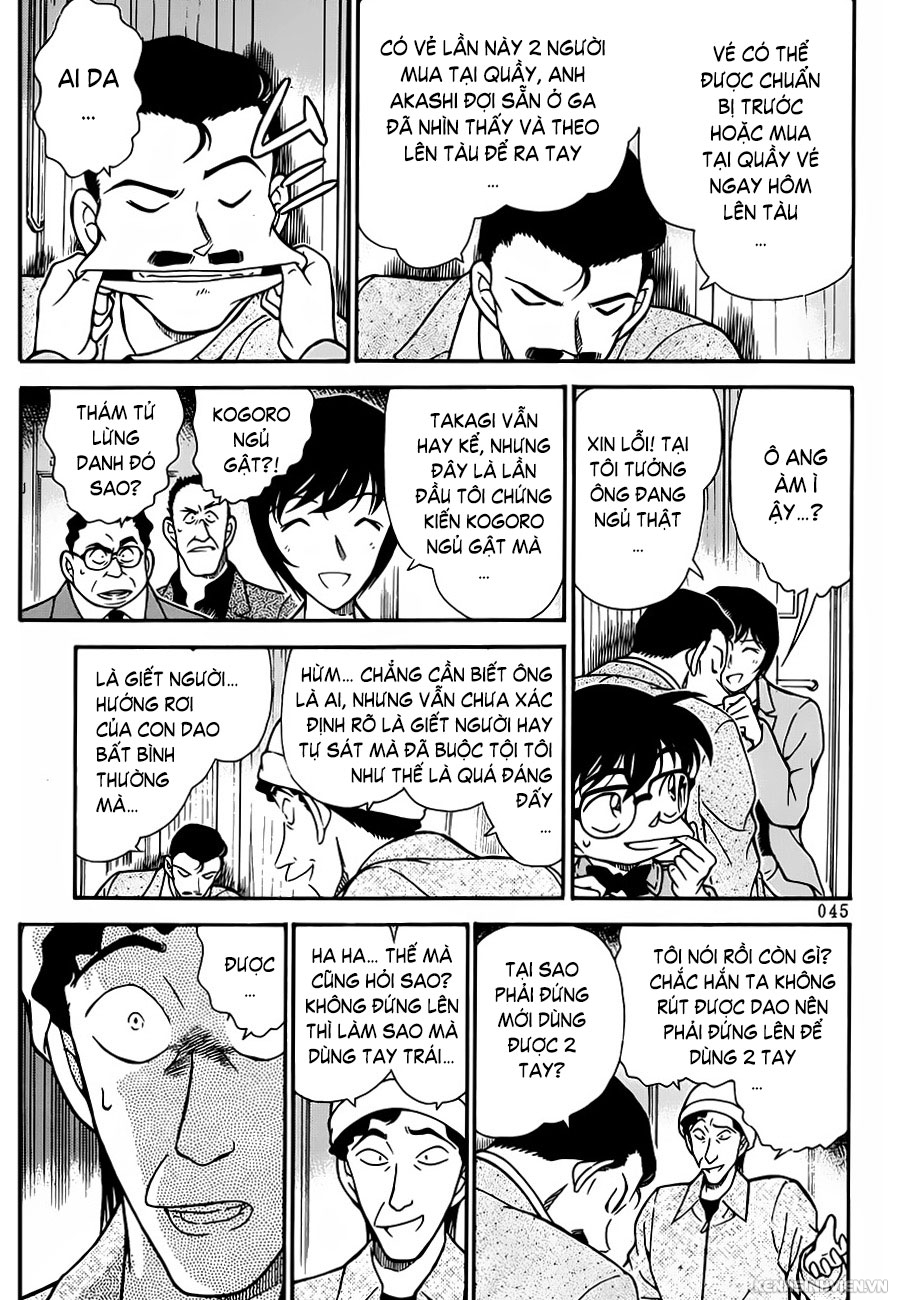 VÉ CÓ THỂ
ĐƯỢC CHUẨN
BỊ TRƯỚC
HOẶC MUA
TẠI QUẦY VÉ
NGAY HÔM
LÊN TÀU
...
CÓ VẺ LẦN NÀY 2 NGƯỜI
MUA TẠI QUẦY, ANH
AKASHI ĐỢI SẴN Ở GA
ĐÃ NHÌN THẤY VÀ THEO
LÊN TÀU ĐỂ RA TAY
...
AI DA
...
Ô ANG
ÀM Ì
ẬY...?
XIN LỖI! TẠI
TÔI TƯỞNG
ÔNG ĐANG
NGỦ THẬT
...
TAKAGI VẪN
HAY KỂ, NHƯNG
ĐÂY LÀ LẦN
ĐẦU TÔI CHỨNG
KIẾN KOGORO
NGỦ GẬT MÀ
...
KOGORO
NGỦ
GẬT?!
THÁM TỬ
LỪNG
DANH ĐÓ
SAO?
HỪM... CHẲNG CẦN BIẾT ÔNG
LÀ AI, NHƯNG VẪN CHƯA XÁC
ĐỊNH RÕ LÀ GIẾT NGƯỜI HAY
TỰ SÁT MÀ ĐÃ BUỘC TỘI TÔI
NHƯ THẾ LÀ QUÁ ĐÁNG
ĐẤY
...
LÀ GIẾT NGƯỜI...
HƯỚNG RƠI
CỦA CON DAO
BẤT BÌNH
THƯỜNG
MÀ...
045
TÔI NÓI RỒI CÒN GÌ?
CHẮC HẮN TA KHÔNG
RÚT ĐƯỢC DAO NÊN
PHẢI ĐỨNG LÊN ĐỂ
DÙNG 2 TAY
...
TẠI SAO
PHẢI ĐỨNG
MỚI DÙNG
ĐƯỢC 2
TAY?
HA HA... THẾ MÀ
CŨNG HỎI SAO?
KHÔNG ĐỨNG LÊN
THÌ LÀM SAO MÀ
DÙNG TAY TRÁI...
ĐƯỢC
...